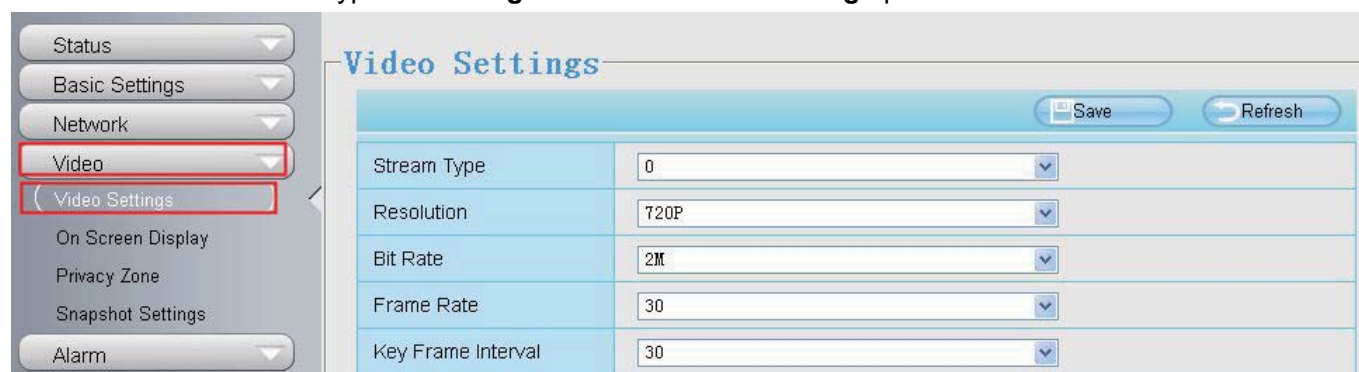 Status
Basic Settings
Network
Video
Video Settings
On Screen Display
Privacy Zone
Snapshot Settings
Alarm
Video Settings
Save Refresh
Stream Type 0
Resolution 720P
Bit Rate 2M
Frame Rate 30
Key Frame Interval 30